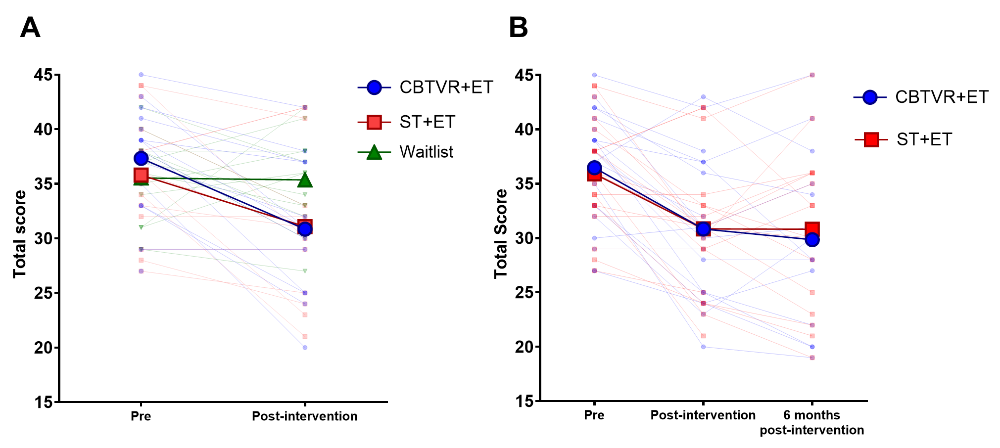 A
B
45
40
35
30
25
20
15
Total score
Pre
Post-intervention
CBTVR+ET
ST+ET
Waitlist
45
40
35
30
25
20
15
Total Score
Pre
Post-intervention
6 months
post-intervention
CBTVR+ET
ST+ET